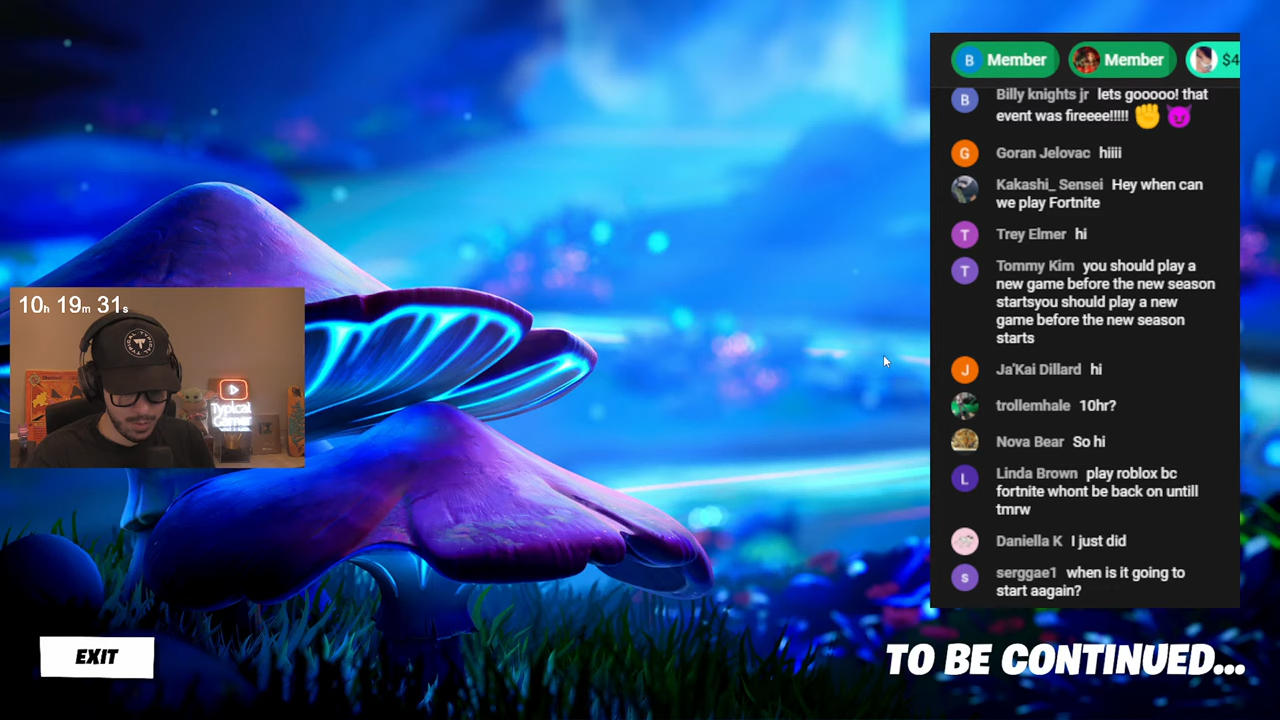 B Member Member $4
B Billy knights jr lets gooooo! that
event was fireeee!!!!!
G Goran Jelovac hiiii
Kakashi_ Sensei Hey when can
we play Fortnite
T Trey Elmer hi
T Tommy Kim you should play a
new game before the new season
startsyou should play a new
game before the new season
starts
J Ja'Kai Dillard hi
trollemhale 10hr?
Nova Bear So hi
L Linda Brown play roblox bc
fortnite whont be back on untill
tmrw
Daniella K I just did
s serggae1 when is it going to
start aagain?
10h 19m 31s
T
Typical
Gamer
EXIT
TO BE CONTINUED...